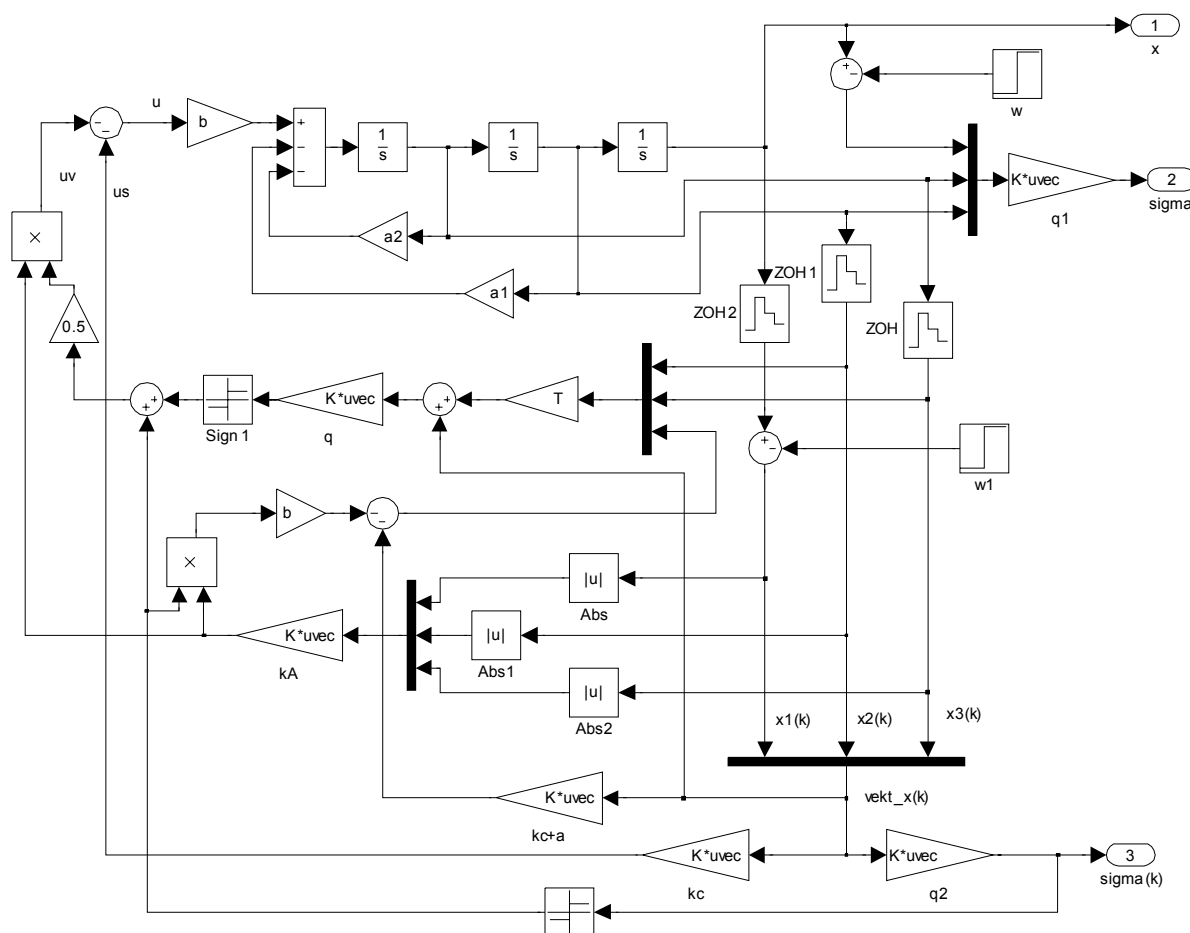 1
x
w
u
b
+
−
−
1
s
1
s
1
s
+
−
−
−
K*uvec
q1
2
sigma
uv
us
×
a2
a1
ZOH 1
ZOH 2
ZOH
0.5
+
+
Sign 1
K*uvec
q
+
+
T
+
−
w1
b
−
−
×
|u|
Abs
K*uvec
kA
|u|
Abs1
|u|
Abs2
x1(k)
x2(k)
x3(k)
K*uvec
kc+a
vekt_x(k)
K*uvec
kc
K*uvec
q2
3
sigma (k)